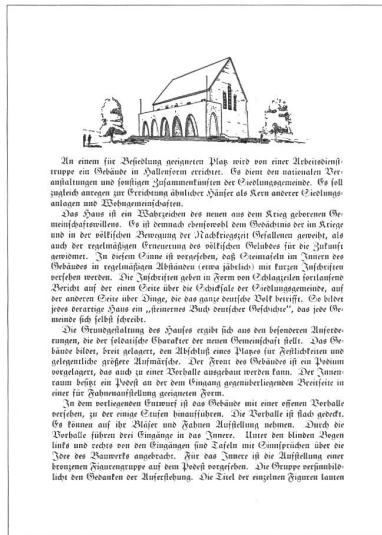 An einem für Besiedlung geeigneten Platz wird von einer Arbeitsdienst-
truppe ein Gebäude in Hallenform errichtet. Es dient den nationalen Ver-
anstaltungen und sonstigen Zusammenkünften der Siedlungsgemeinde. Es soll
zugleich anregen zur Errichtung ähnlicher Häuser als Kern anderer Siedlungs-
anlagen und Wohngemeinschaften.
Das Haus ist ein Wahrzeichen des neuen aus dem Krieg geborenen Ge-
meinschaftswillens. Es ist demnach ebensowohl dem Gedächtnis der im Kriege
und in der völkischen Bewegung der Nachkriegszeit Gefallenen geweiht, als
auch der regelmäßigen Erneuerung des völkischen Gelübdes für die Zukunft
gewidmet. In diesem Sinne ist vorgesehen, daß Steintafeln im Innern des
Gebäudes in regelmäßigen Abständen (etwa jährlich) mit kurzen Inschriften
versehen werden. Die Inschriften geben in Form von Schlagzeilen fortlaufend
Bericht auf der einen Seite über die Schicksale der Siedlungsgemeinde, auf
der anderen Seite über Dinge, die das ganze deutsche Volk betrifft. So bildet
jedes derartige Haus ein „steinernes Buch deutscher Geschichte“, das jede Ge-
meinde sich selbst schreibt.
Die Grundgestaltung des Hauses ergibt sich aus den besonderen Anforde-
rungen, die der soldatische Charakter der neuen Gemeinschaft stellt. Das Ge-
bäude bildet, breit gelagert, den Abschluß eines Platzes für Festlichkeiten und
gelegentliche größere Aufmärsche. Der Front des Gebäudes ist ein Podium
vorgelagert, das auch zu einer Vorhalle ausgebaut werden kann. Der Innen-
raum besitzt ein Podest an der dem Eingang gegenüberliegenden Breitseite in
einer für Fahnenaufstellung geeigneten Form.
In dem vorliegenden Entwurf ist das Gebäude mit einer offenen Vorhalle
versehen, zu der einige Stufen hinaufführen. Die Vorhalle ist flach gedeckt.
Es können auf ihr Bläser und Fahnen Aufstellung nehmen. Durch die
Vorhalle führen drei Eingänge in das Innere. Unter den blinden Bogen
links und rechts von den Eingängen sind Tafeln mit Sinnsprüchen über die
Idee des Bauwerks angebracht. Für das Innere ist die Aufstellung einer
bronzenen Figurengruppe auf dem Podest vorgesehen. Die Gruppe versinnbild-
licht den Gedanken der Auferstehung. Die Titel der einzelnen Figuren lauten